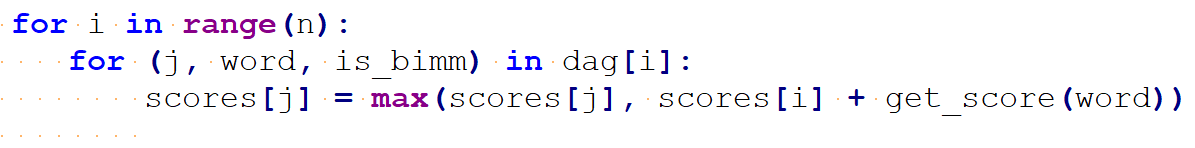 for i in range(n):
    for (j, word, is_bimm) in dag[i]:
        scores[j] = max(scores[j], scores[i] + get_score(word))